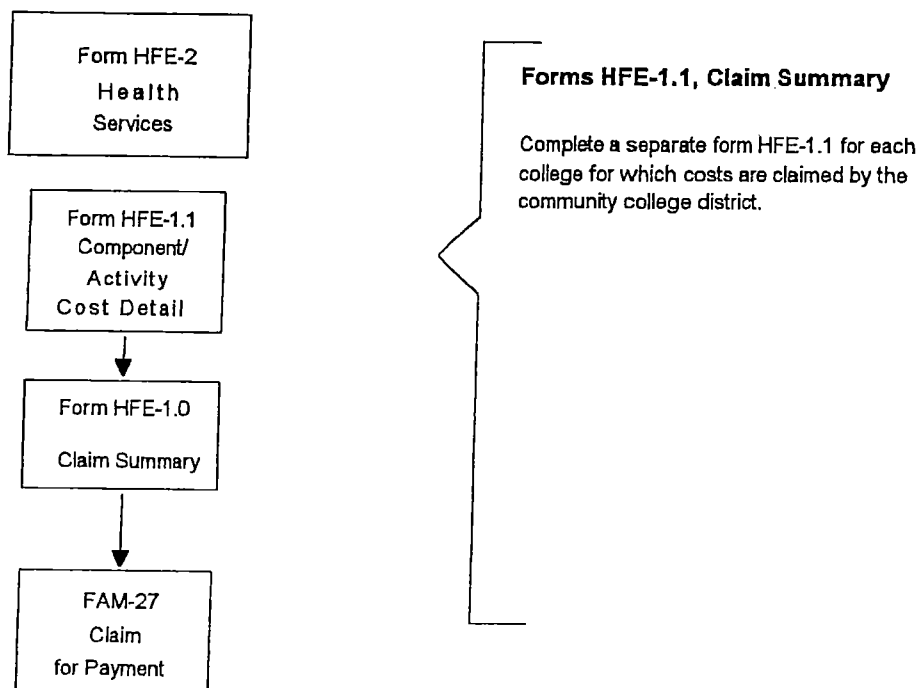 Form HFE-2
Health
Services
Form HFE-1.1
Component/
Activity
Cost Detail
Form HFE-1.0
Claim Summary
FAM-27
Claim
for Payment
Forms HFE-1.1, Claim Summary
Complete a separate form HFE-1.1 for each
college for which costs are claimed by the
community college district.